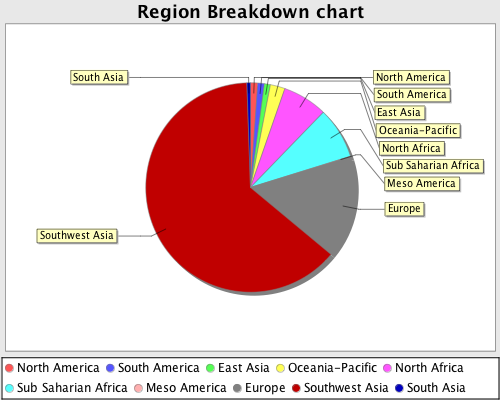 Region Breakdown chart
South Asia
North America
South America
East Asia
Oceania-Pacific
North Africa
Sub Saharian Africa
Meso America
Europe
Southwest Asia
North America South America East Asia Oceania-Pacific North Africa
Sub Saharian Africa Meso America Europe Southwest Asia South Asia